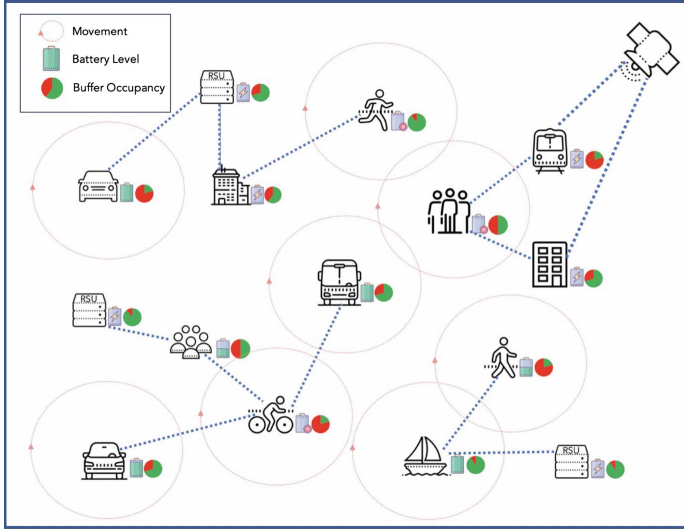 Movement
Battery Level
Buffer Occupancy
RSU
RSU
RSU